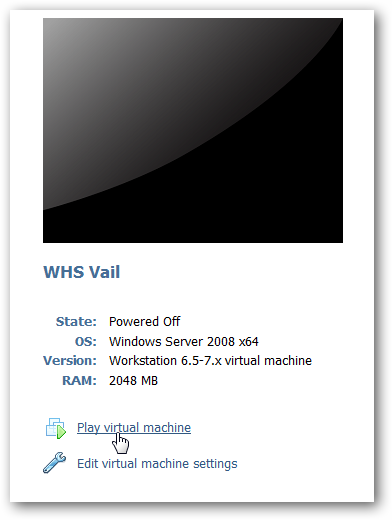 WHS Vail
State: Powered Off
OS: Windows Server 2008 x64
Version: Workstation 6.5-7.x virtual machine
RAM: 2048 MB
Play virtual machine
Edit virtual machine settings